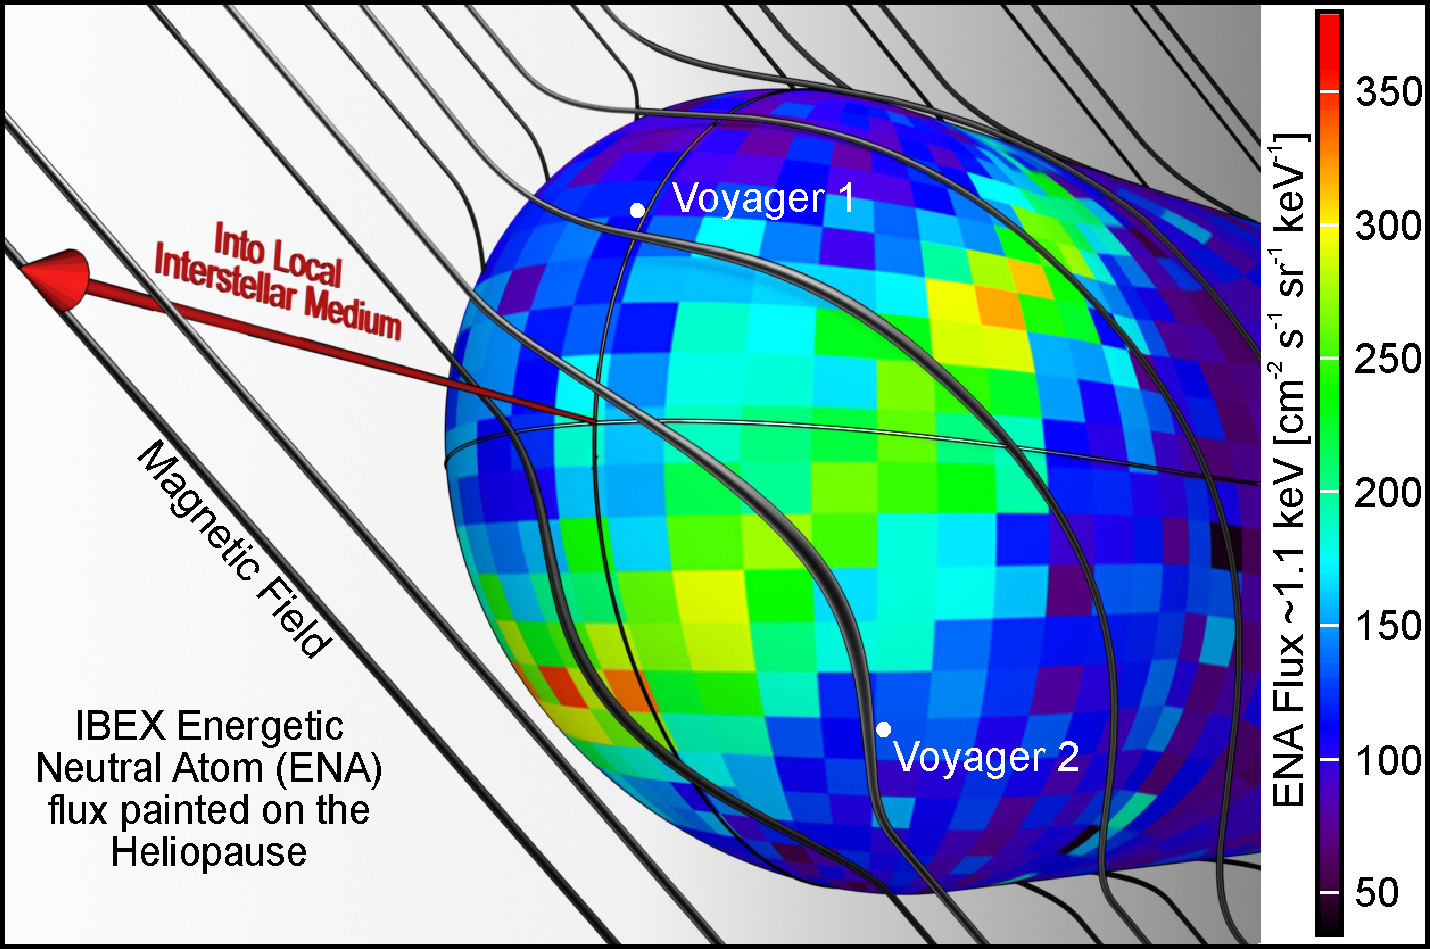 Voyager 1
Into Local
Interstellar Medium
Magnetic Field
IBEX Energetic
Neutral Atom (ENA)
flux painted on the
Heliopause
Voyager 2
ENA Flux ~1.1 keV [cm⁻² s⁻¹ sr⁻¹ keV⁻¹]
350
300
250
200
150
100
50